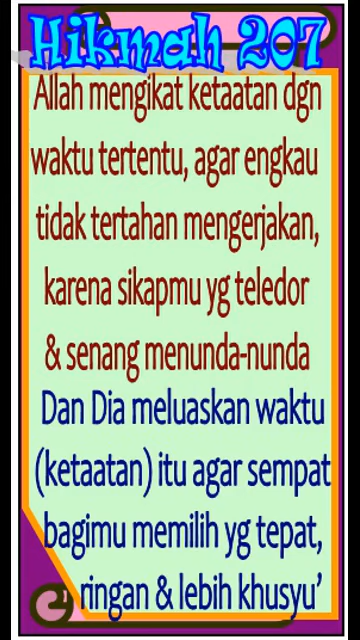 Hikmah 207
Allah mengikat ketaatan dgn
waktu tertentu, agar engkau
tidak tertahan mengerjakan,
karena sikapmu yg teledor
& senang menunda-nunda
Dan Dia meluaskan waktu
(ketaatan) itu agar sempat
bagimu memilih yg tepat,
ringan & lebih khusyu'